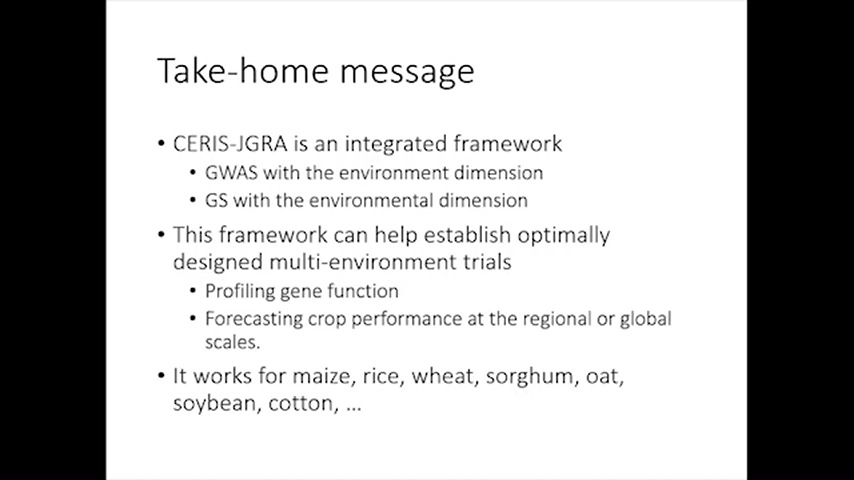 Take-home message
• CERIS-JGRA is an integrated framework
• GWAS with the environment dimension
• GS with the environmental dimension
• This framework can help establish optimally
designed multi-environment trials
• Profiling gene function
• Forecasting crop performance at the regional or global
scales.
• It works for maize, rice, wheat, sorghum, oat,
soybean, cotton, …